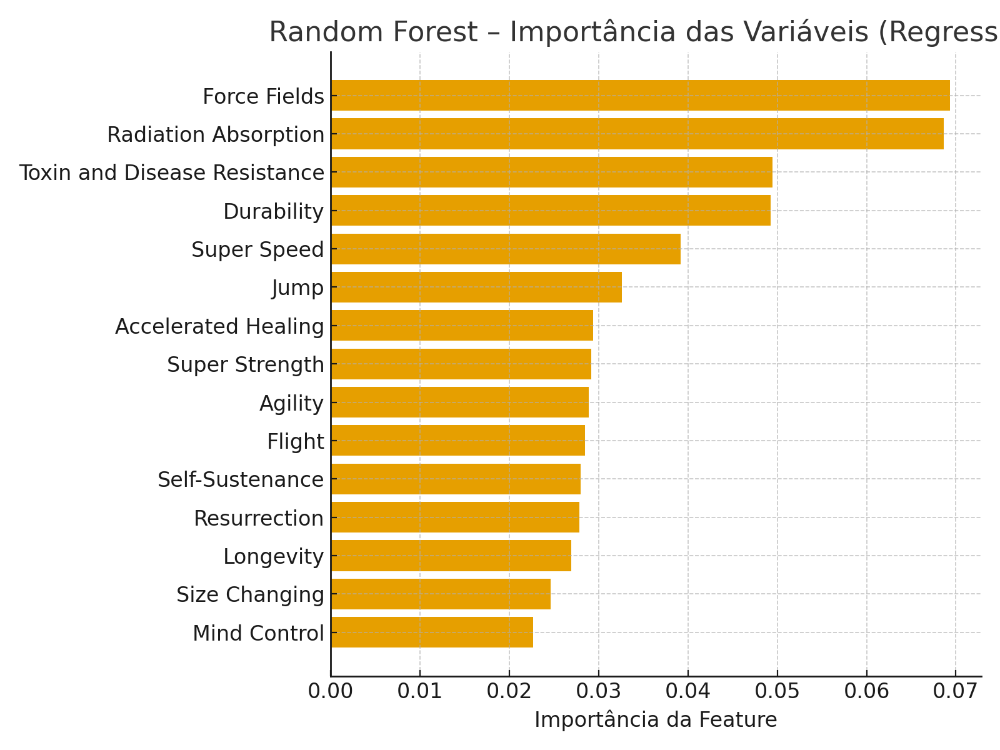 Random Forest – Importância das Variáveis (Regress
Force Fields
Radiation Absorption
Toxin and Disease Resistance
Durability
Super Speed
Jump
Accelerated Healing
Super Strength
Agility
Flight
Self-Sustenance
Resurrection
Longevity
Size Changing
Mind Control
0.00 0.01 0.02 0.03 0.04 0.05 0.06 0.07
Importância da Feature